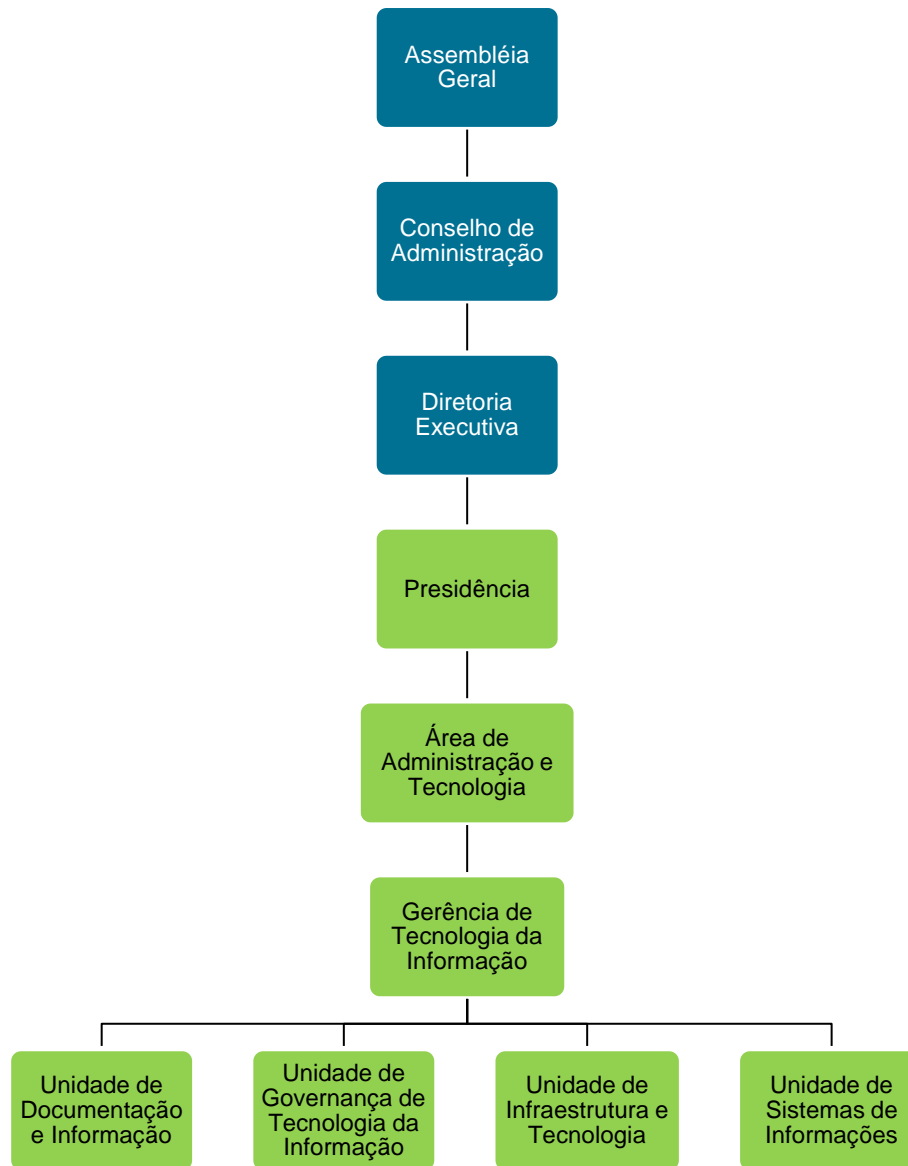 Assembléia
Geral
Conselho de
Administração
Diretoria
Executiva
Presidência
Área de
Administração e
Tecnologia
Gerência de
Tecnologia da
Informação
Unidade de
Documentação
e Informação
Unidade de
Governança de
Tecnologia da
Informação
Unidade de
Infraestrutura e
Tecnologia
Unidade de
Sistemas de
Informações